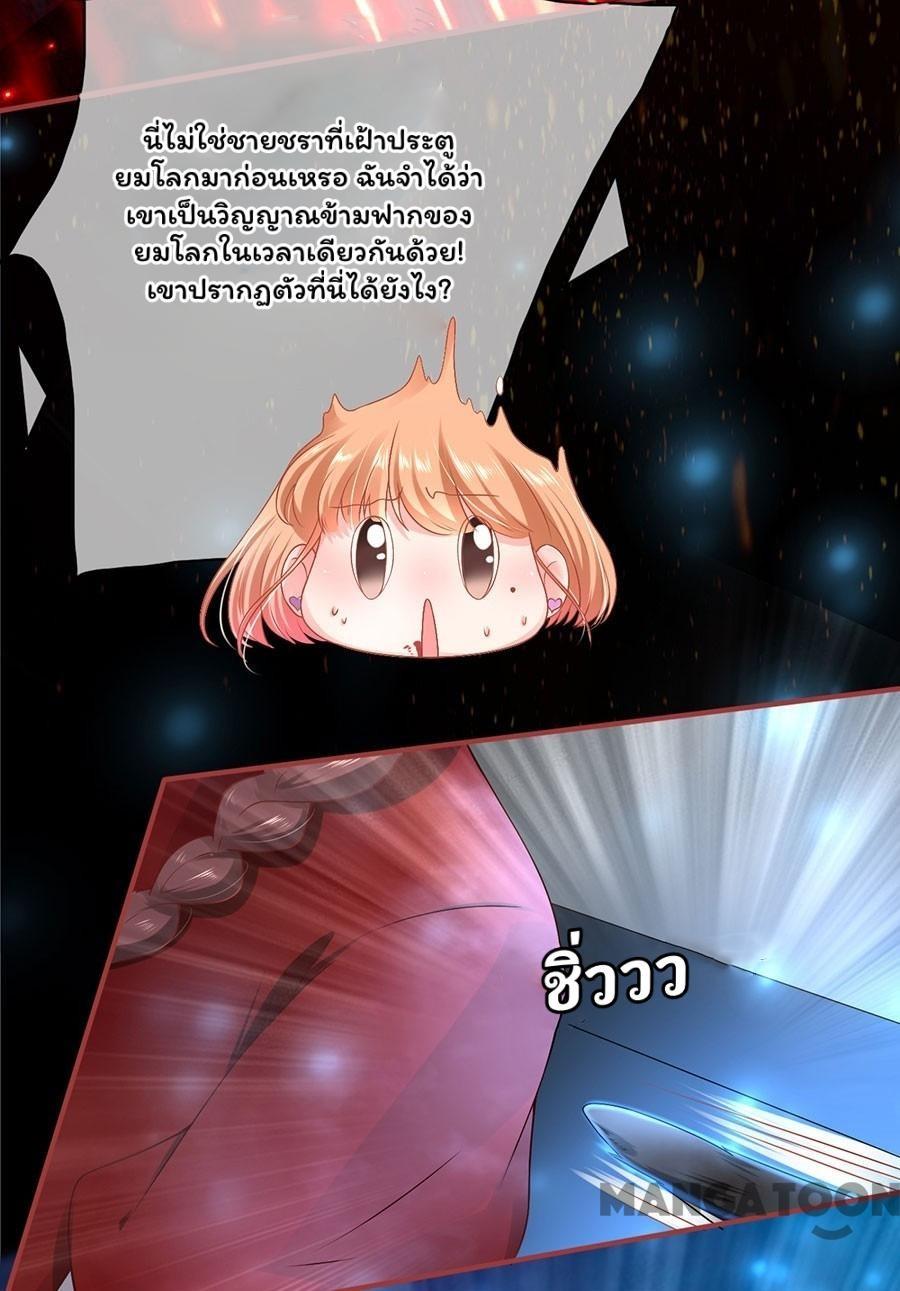 นี่ไม่ใช่ชายชราที่เฝ้าประตู
ยมโลกมาก่อนเหรอ ฉันจำได้ว่า
เขาเป็นวิญญาณข้ามฟากของ
ยมโลกในเวลาเดียวกันด้วย!
เขาปรากฏตัวที่นี่ได้ยังไง?
ชิ่ววว
MANGATOON